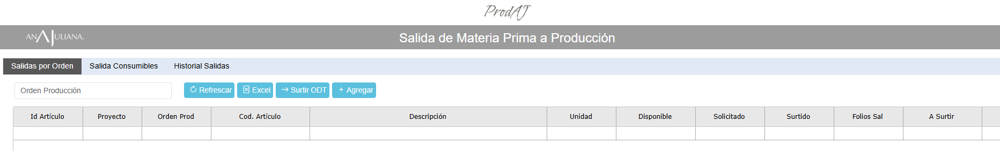 ProdAJ
ANAJULIANA.
Salida de Materia Prima a Producción
Salidas por Orden Salida Consumibles Historial Salidas
Orden Producción Refrescar Excel Surtir ODT + Agregar
Id Artículo Proyecto Orden Prod Cod. Artículo Descripción Unidad Disponible Solicitado Surtido Folios Sal A Surtir